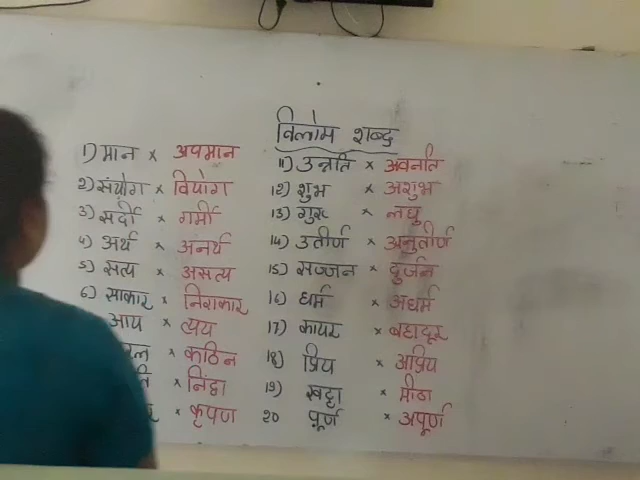 विलोम शब्द
1) मान × अपमान
2) संयोग × वियोग
3) सर्दी × गर्मी
4) अर्थ × अनर्थ
5) सत्य × असत्य
6) साकार × निराकार
आय × व्यय
× कठिन
× निंदा
× कृपण
11) उन्नति × अवनति
12) शुभ × अशुभ
13) गुरु × लघु
14) उतीर्ण × अनुतीर्ण
15) सज्जन × दुर्जन
16) धर्म × अधर्म
17) कायर × बहादूर
18) प्रिय × अप्रिय
19) खट्टा × मीठा
20 पूर्ण × अपूर्ण